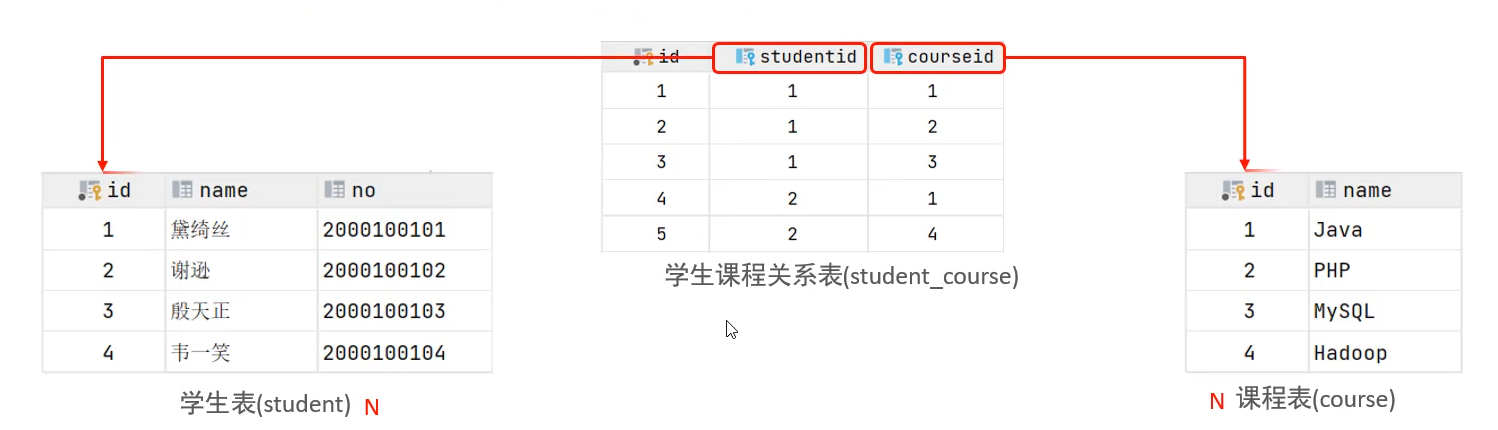 id studentid courseid
1 1 1
2 1 2
3 1 3
4 2 1
5 2 4
学生课程关系表(student_course)
id name no
1 黛绮丝 2000100101
2 谢逊 2000100102
3 殷天正 2000100103
4 韦一笑 2000100104
学生表(student) N
id name
1 Java
2 PHP
3 MySQL
4 Hadoop
N 课程表(course)